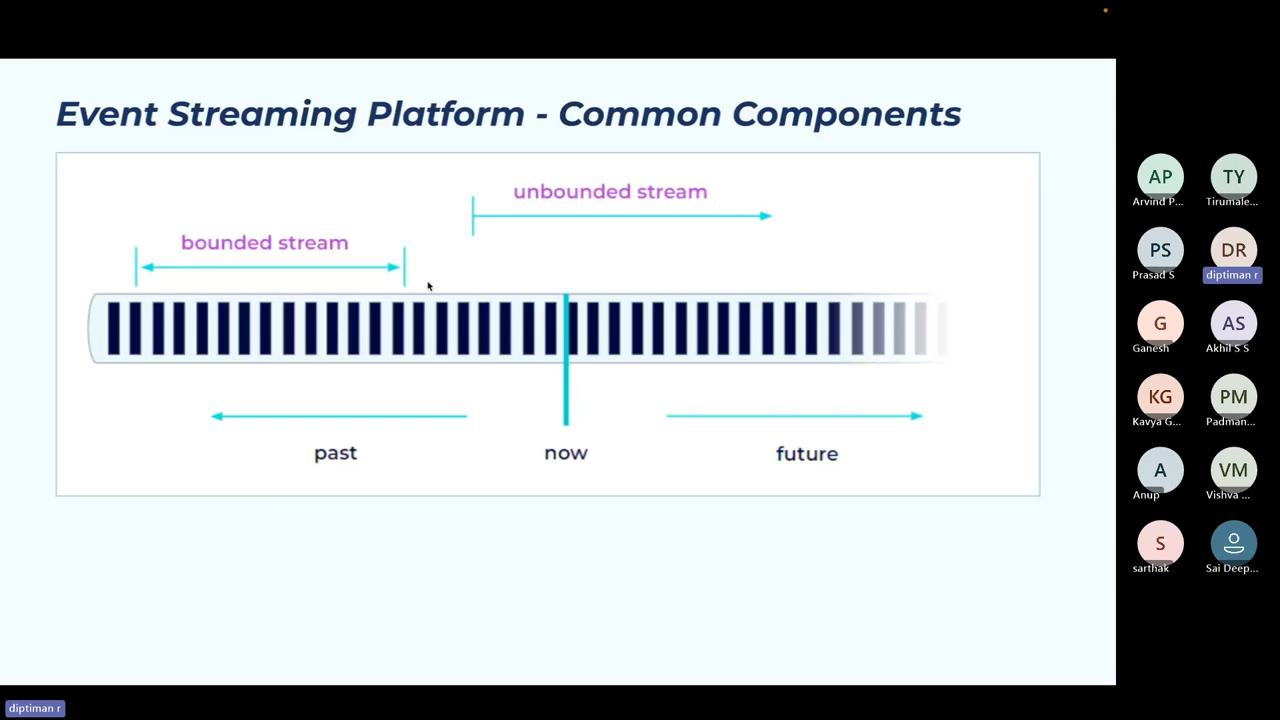 Event Streaming Platform - Common Components
unbounded stream
bounded stream
past
now
future
AP
TY
Arvind P...
Tirumale...
PS
DR
Prasad S
diptiman r
G
AS
Ganesh
Akhil S S
KG
PM
Kavya G...
Padman...
A
VM
Anup
Vishva ...
S
sarthak
Sai Deep...
diptiman r